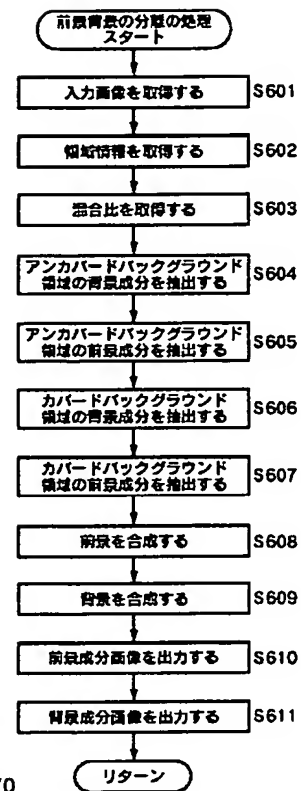 前景背景の分離の処理
スタート
入力画像を取得する S601
領域情報を取得する S602
混合比を取得する S603
アンカバードバックグラウンド
領域の背景成分を抽出する S604
アンカバードバックグラウンド
領域の前景成分を抽出する S605
カバードバックグラウンド
領域の背景成分を抽出する S606
カバードバックグラウンド
領域の前景成分を抽出する S607
前景を合成する S608
背景を合成する S609
前景成分画像を出力する S610
背景成分画像を出力する S611
リターン